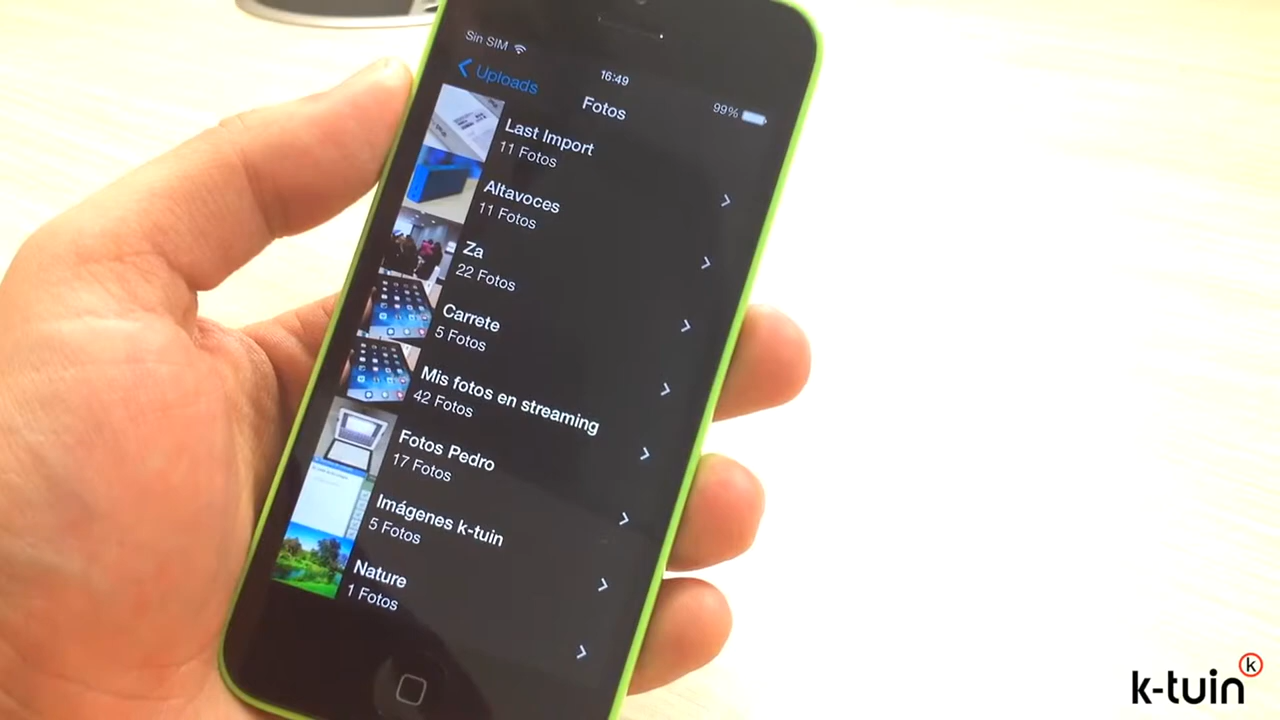 Sin SIM
16:49
99%
Uploads
Fotos
Last Import
11 Fotos
Altavoces
11 Fotos
Za
22 Fotos
Carrete
5 Fotos
Mis fotos en streaming
42 Fotos
Fotos Pedro
17 Fotos
Imágenes k-tuin
5 Fotos
Nature
1 Fotos
k-tuin k